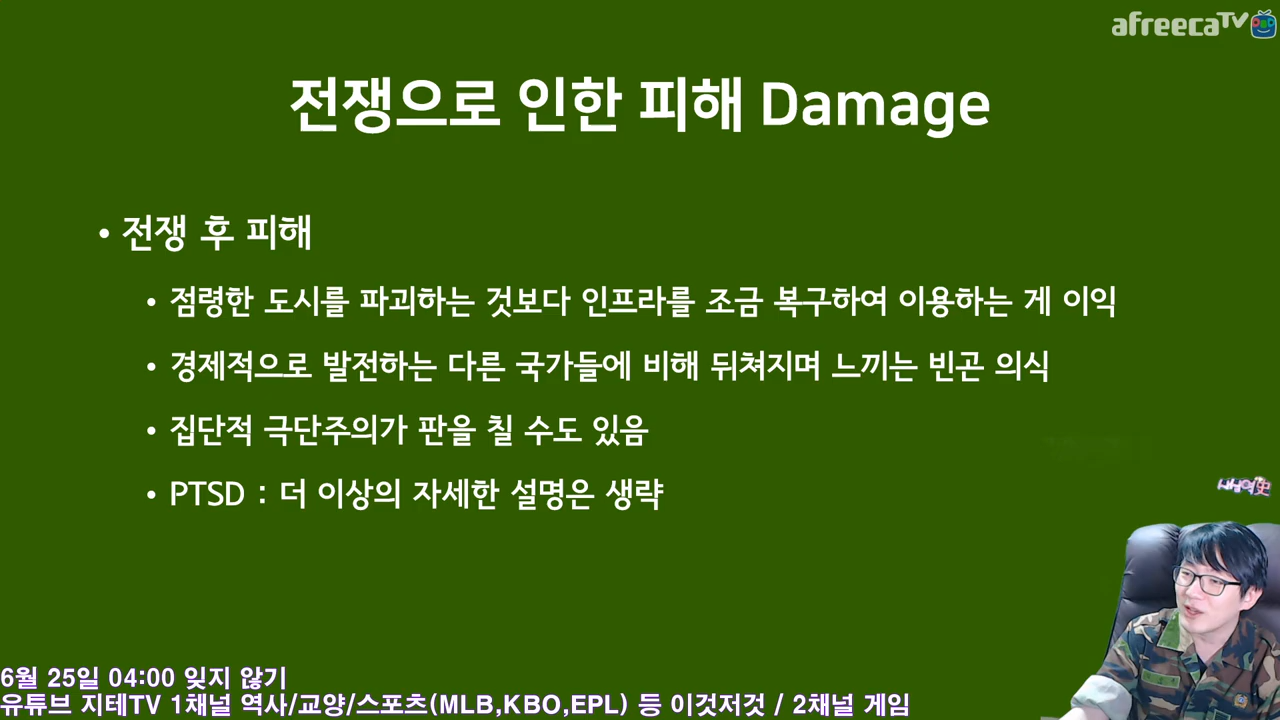 afreecaTV
전쟁으로 인한 피해 Damage
• 전쟁 후 피해
• 점령한 도시를 파괴하는 것보다 인프라를 조금 복구하여 이용하는 게 이익
• 경제적으로 발전하는 다른 국가들에 비해 뒤쳐지며 느끼는 빈곤 의식
• 집단적 극단주의가 판을 칠 수도 있음
• PTSD : 더 이상의 자세한 설명은 생략
6월 25일 04:00 잊지 않기
유튜브 지테TV 1채널 역사/교양/스포츠(MLB,KBO,EPL) 등 이것저것 / 2채널 게임